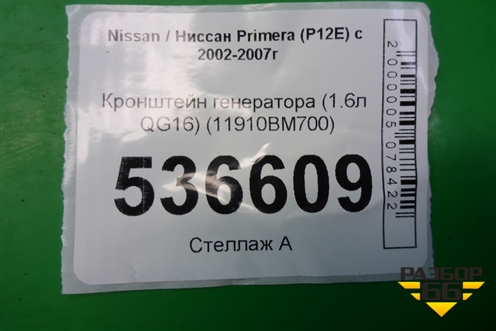 Nissan / Ниссан Primera (P12E) с
2002-2007г
Кронштейн генератора (1.6л
QG16) (11910BM700)
536609
Стеллаж А
2000005078422
РАЗБОР
66